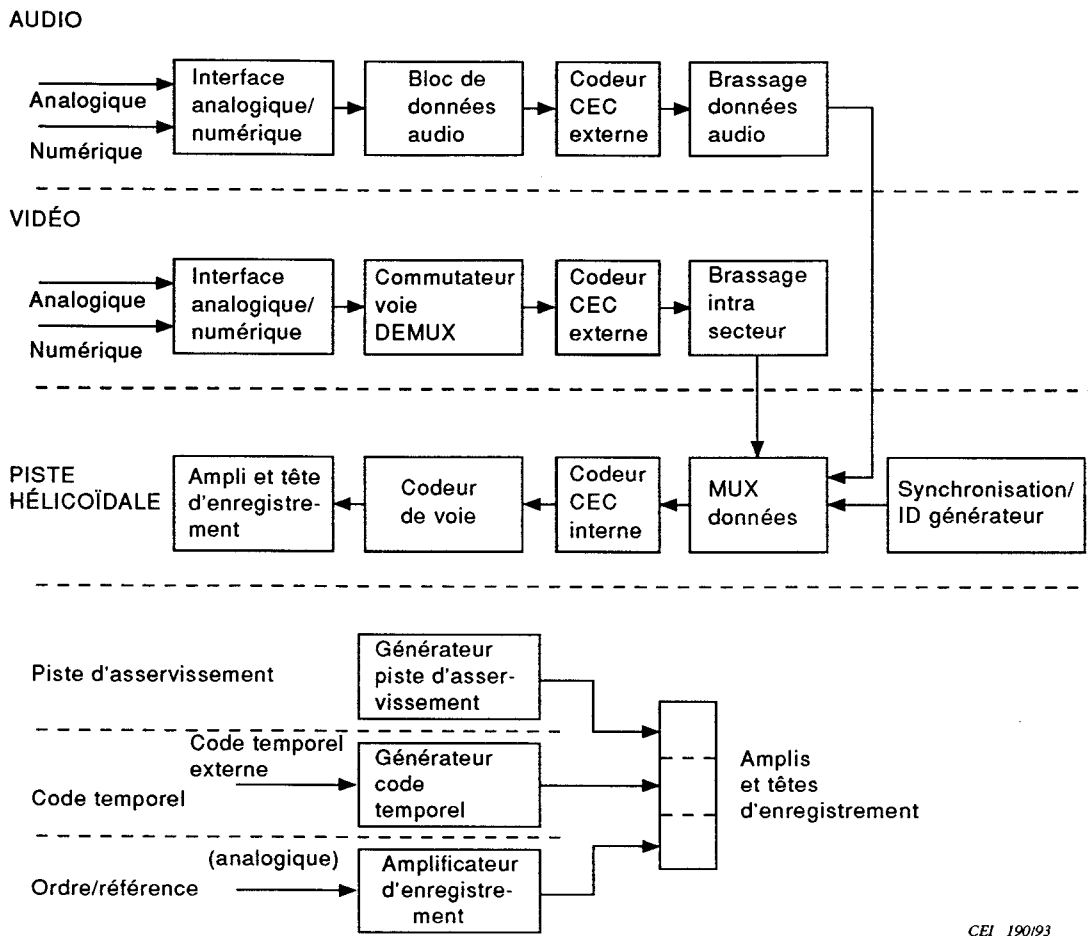 AUDIO
Analogique
Numérique
Interface
analogique/
numérique
Bloc de
données
audio
Codeur
CEC
externe
Brassage
données
audio
VIDÉO
Analogique
Numérique
Interface
analogique/
numérique
Commutateur
voie
DEMUX
Codeur
CEC
externe
Brassage
intra
secteur
PISTE
HÉLICOÏDALE
Ampli et tête
d'enregistre-
ment
Codeur
de voie
Codeur
CEC
interne
MUX
données
Synchronisation/
ID générateur
Piste d'asservissement
Générateur
piste d'asser-
vissement
Code temporel
externe
Code temporel
Générateur
code
temporel
Amplis
et têtes
d'enregistrement
(analogique)
Ordre/référence
Amplificateur
d'enregistre-
ment
CEI 190/93